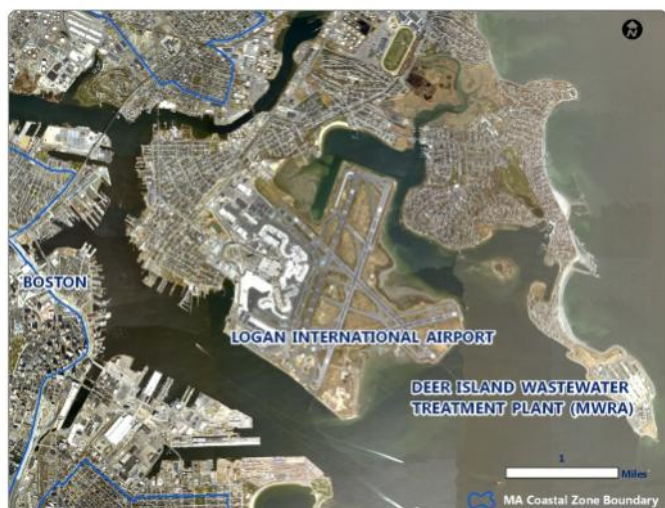 N
BOSTON
LOGAN INTERNATIONAL AIRPORT
DEER ISLAND WASTEWATER
TREATMENT PLANT (MWRA)
1
Miles
MA Coastal Zone Boundary